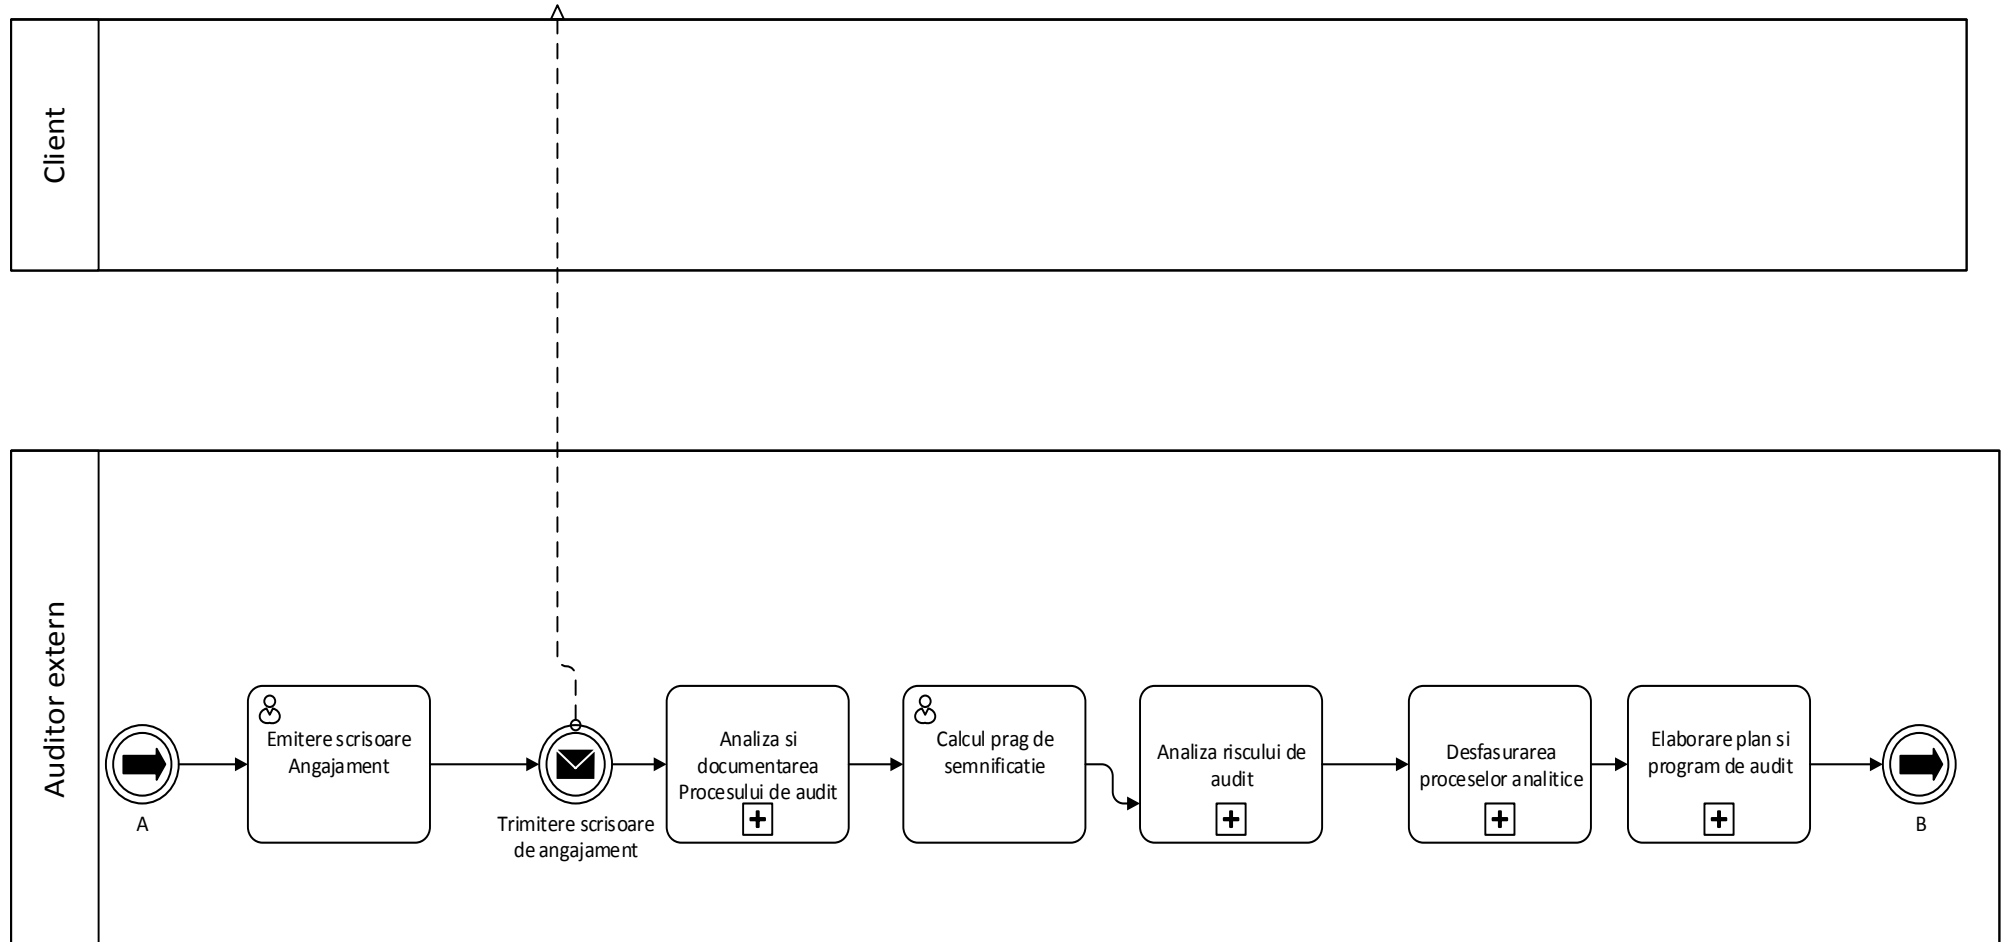 Client
Auditor extern
A
Emitere scrisoare
Angajament
Trimitere scrisoare
de angajament
Analiza si
documentarea
Procesului de audit
Calcul prag de
semnificatie
Analiza riscului de
audit
Desfasurarea
proceselor analitice
Elaborare plan si
program de audit
B